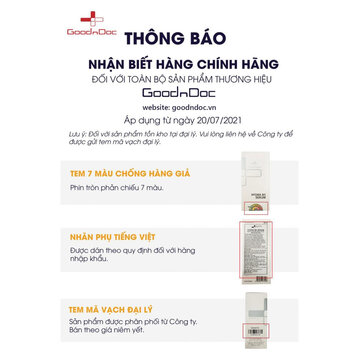 GoodnDoc
THÔNG BÁO
NHẬN BIẾT HÀNG CHÍNH HÃNG
ĐỐI VỚI TOÀN BỘ SẢN PHẨM THƯƠNG HIỆU
GoodnDoc
website: goodndoc.vn
Áp dụng từ ngày 20/07/2021
Lưu ý: Đối với sản phẩm tồn kho tại đại lý. Vui lòng liên hệ về Công ty để
được gửi tem mã vạch đại lý.
TEM 7 MÀU CHỐNG HÀNG GIẢ
Phin tròn phản chiếu 7 màu.
NHÃN PHỤ TIẾNG VIỆT
Được dán theo quy định đối với hàng
nhập khẩu.
TEM MÃ VẠCH ĐẠI LÝ
Sản phẩm được phân phối từ Công ty.
Bán theo giá niêm yết.